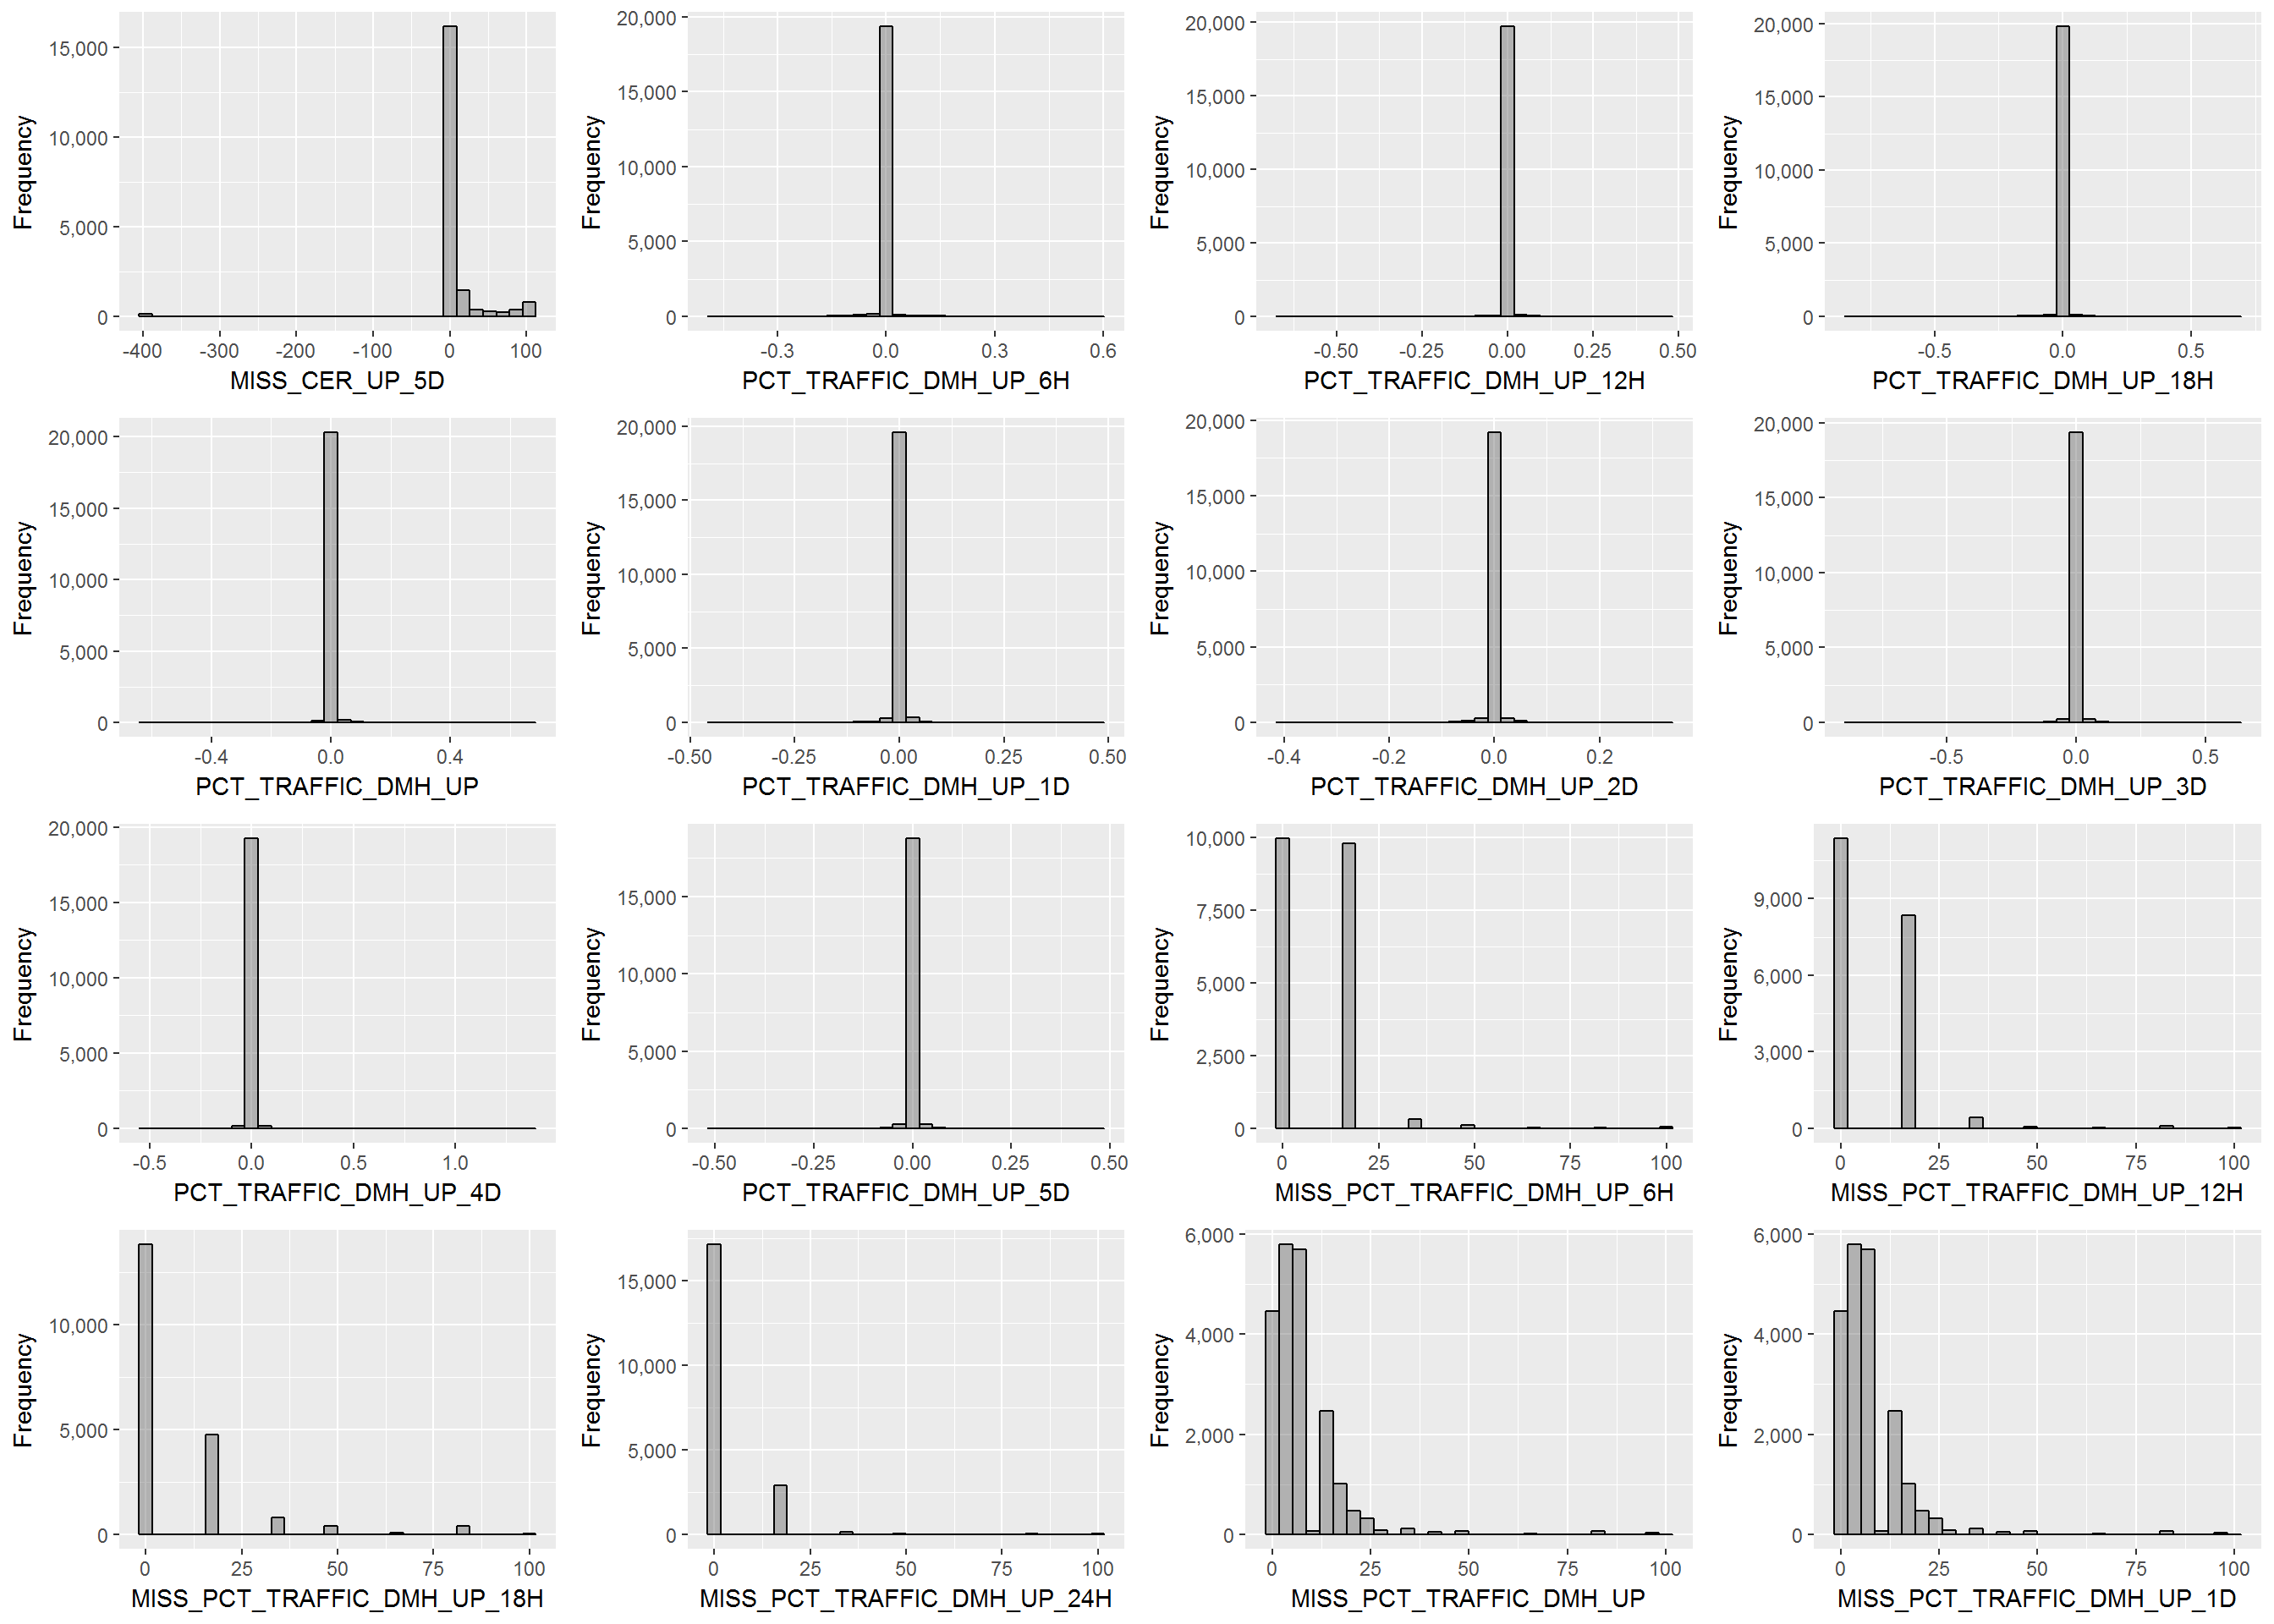 Frequency
15,000
10,000
5,000
0
-400 -300 -200 -100 0 100
MISS_CER_UP_5D
Frequency
20,000
15,000
10,000
5,000
0
-0.3 0.0 0.3 0.6
PCT_TRAFFIC_DMH_UP_6H
Frequency
20,000
15,000
10,000
5,000
0
-0.50 -0.25 0.00 0.25 0.50
PCT_TRAFFIC_DMH_UP_12H
Frequency
20,000
15,000
10,000
5,000
0
-0.5 0.0 0.5
PCT_TRAFFIC_DMH_UP_18H
Frequency
20,000
15,000
10,000
5,000
0
-0.4 0.0 0.4
PCT_TRAFFIC_DMH_UP
Frequency
20,000
15,000
10,000
5,000
0
-0.50 -0.25 0.00 0.25 0.50
PCT_TRAFFIC_DMH_UP_1D
Frequency
20,000
15,000
10,000
5,000
0
-0.4 -0.2 0.0 0.2
PCT_TRAFFIC_DMH_UP_2D
Frequency
20,000
15,000
10,000
5,000
0
-0.5 0.0 0.5
PCT_TRAFFIC_DMH_UP_3D
Frequency
20,000
15,000
10,000
5,000
0
-0.5 0.0 0.5 1.0
PCT_TRAFFIC_DMH_UP_4D
Frequency
15,000
10,000
5,000
0
-0.50 -0.25 0.00 0.25 0.50
PCT_TRAFFIC_DMH_UP_5D
Frequency
10,000
7,500
5,000
2,500
0
0 25 50 75 100
MISS_PCT_TRAFFIC_DMH_UP_6H
Frequency
9,000
6,000
3,000
0
0 25 50 75 100
MISS_PCT_TRAFFIC_DMH_UP_12H
Frequency
10,000
5,000
0
0 25 50 75 100
MISS_PCT_TRAFFIC_DMH_UP_18H
Frequency
15,000
10,000
5,000
0
0 25 50 75 100
MISS_PCT_TRAFFIC_DMH_UP_24H
Frequency
6,000
4,000
2,000
0
0 25 50 75 100
MISS_PCT_TRAFFIC_DMH_UP
Frequency
6,000
4,000
2,000
0
0 25 50 75 100
MISS_PCT_TRAFFIC_DMH_UP_1D